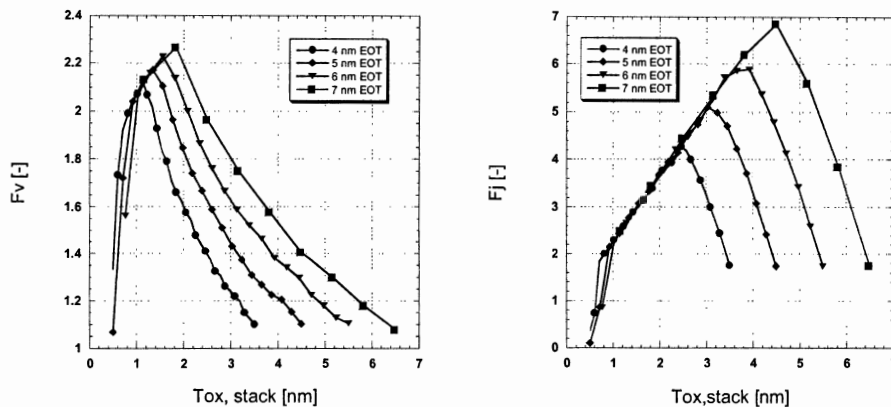 2.4
2.2
2
1.8
1.6
1.4
1.2
1
Fv [-]
0 1 2 3 4 5 6 7
Tox, stack [nm]
4 nm EOT
5 nm EOT
6 nm EOT
7 nm EOT
7
6
5
4
3
2
1
0
Fj [-]
0 1 2 3 4 5 6
Tox,stack [nm]
4 nm EOT
5 nm EOT
6 nm EOT
7 nm EOT